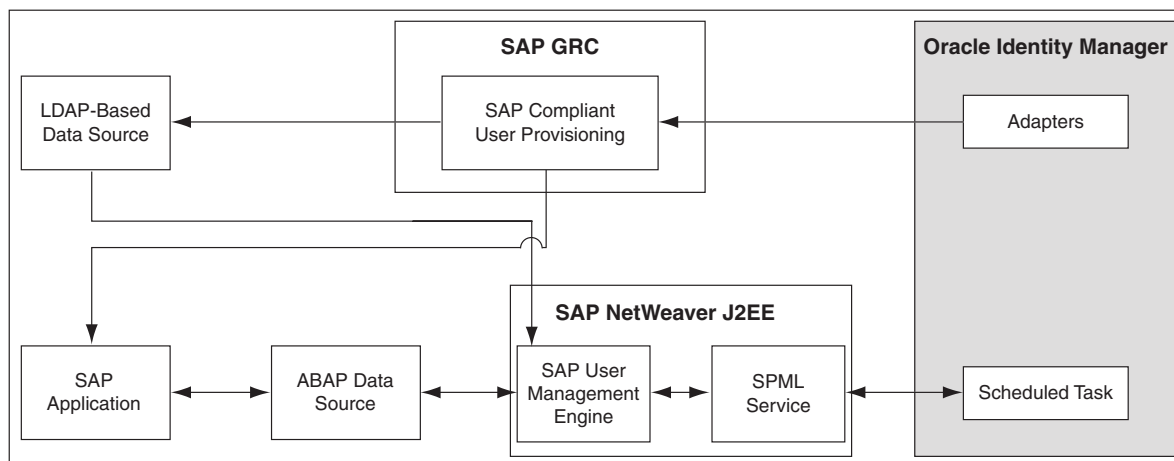 SAP GRC
Oracle Identity Manager
LDAP-Based
Data Source
SAP Compliant
User Provisioning
Adapters
SAP NetWeaver J2EE
SAP
Application
ABAP Data
Source
SAP User
Management
Engine
SPML
Service
Scheduled Task